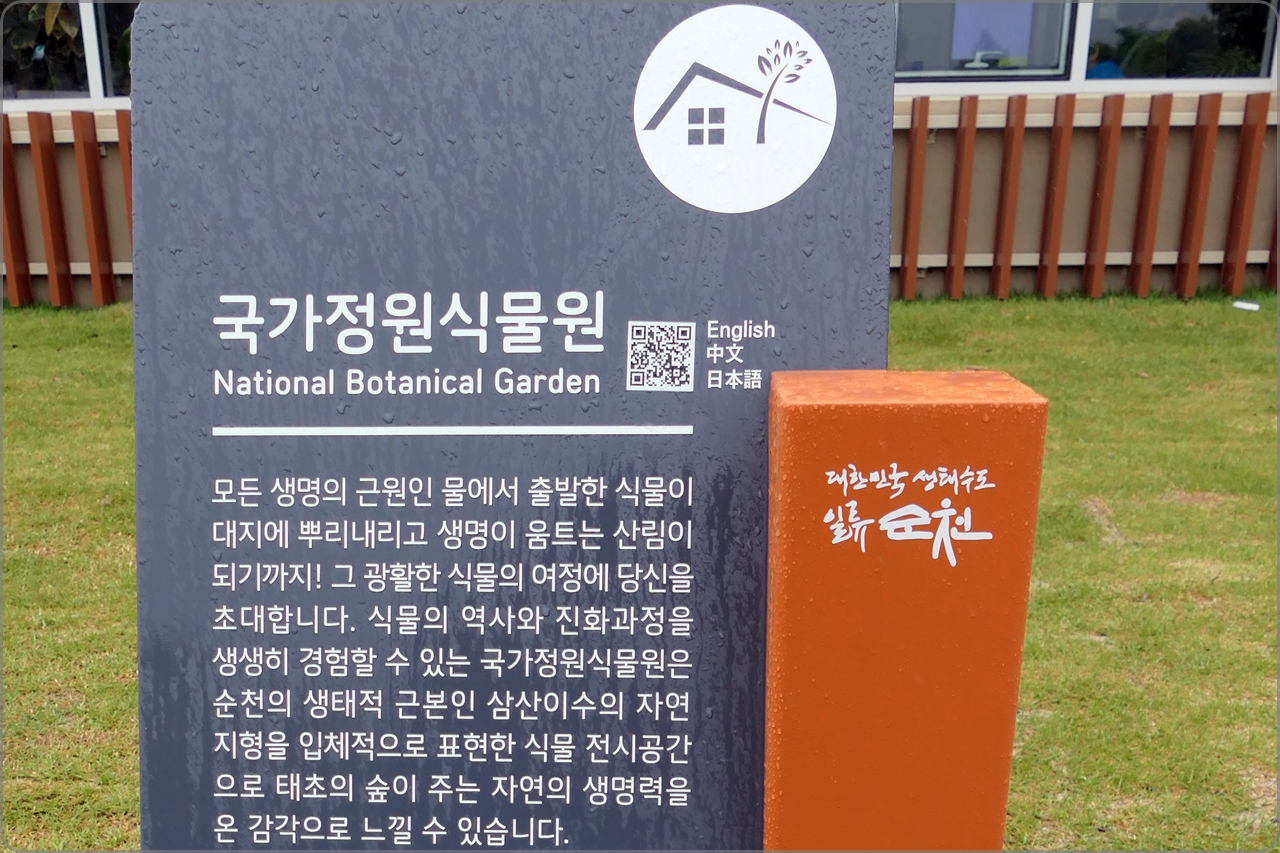 국가정원식물원
National Botanical Garden
English
中文
日本語
모든 생명의 근원인 물에서 출발한 식물이
대지에 뿌리내리고 생명이 움트는 산림이
되기까지! 그 광활한 식물의 여정에 당신을
초대합니다. 식물의 역사와 진화과정을
생생히 경험할 수 있는 국가정원식물원은
순천의 생태적 근본인 삼산이수의 자연
지형을 입체적으로 표현한 식물 전시공간
으로 태초의 숲이 주는 자연의 생명력을
온 감각으로 느낄 수 있습니다.
대한민국 생태수도
일류 순천